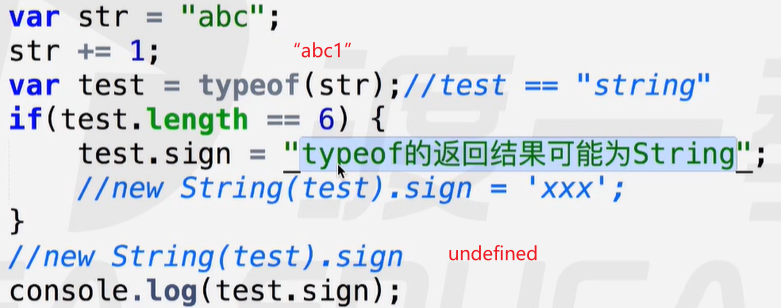 var str = "abc";
str += 1; “abc1”
var test = typeof(str);//test == "string"
if(test.length == 6) {
test.sign = "_typeof的返回结果可能为String_";
//new String(test).sign = 'xxx';
}
//new String(test).sign undefined
console.log(test.sign);